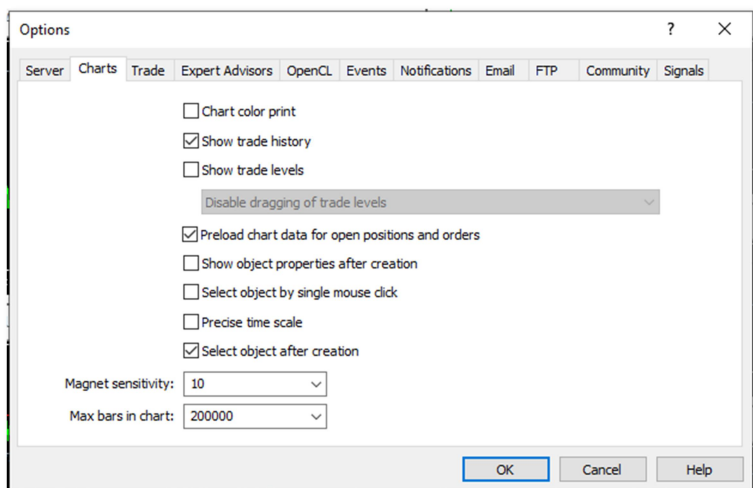 Options
Server Charts Trade Expert Advisors OpenCL Events Notifications Email FTP Community Signals
Chart color print
Show trade history
Show trade levels
Disable dragging of trade levels
Preload chart data for open positions and orders
Show object properties after creation
Select object by single mouse click
Precise time scale
Select object after creation
Magnet sensitivity: 10
Max bars in chart: 200000
OK Cancel Help